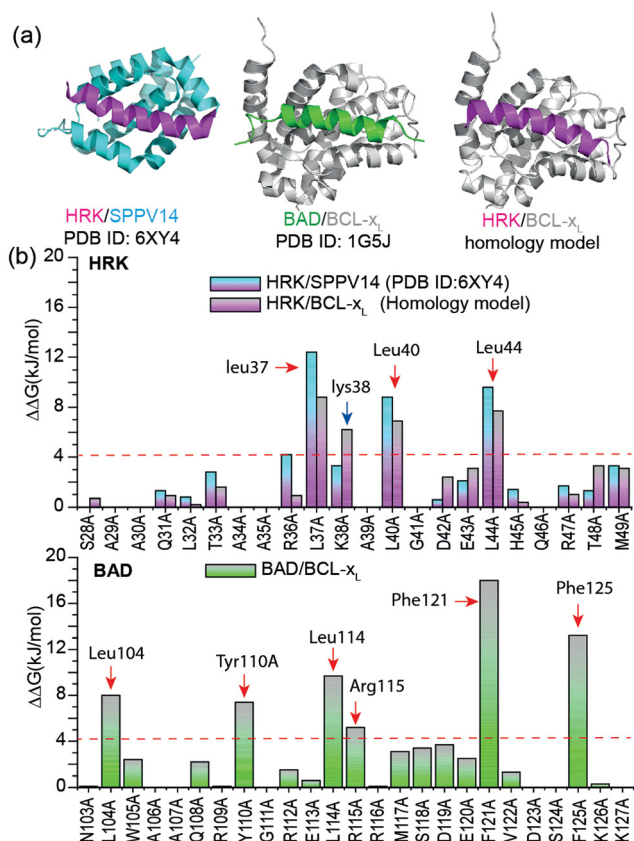 (a)
HRK/SPPV14
PDB ID: 6XY4
BAD/BCL-xL
PDB ID: 1G5J
HRK/BCL-xL
homology model
(b)
HRK
HRK/SPPV14 (PDB ID:6XY4)
HRK/BCL-xL (Homology model)
leu37
lys38
Leu40
Leu44
ΔΔG(kJ/mol)
20
16
12
8
4
0
S28A
A29A
A30A
Q31A
L32A
T33A
A34A
A35A
R36A
L37A
K38A
A39A
L40A
G41A
D42A
E43A
L44A
H45A
Q46A
R47A
T48A
M49A
BAD
BAD/BCL-xL
Leu104
Tyr110A
Leu114
Arg115
Phe121
Phe125
ΔΔG(kJ/mol)
20
16
12
8
4
0
N103A
L104A
W105A
A106A
A107A
Q108A
R109A
Y110A
G111A
R112A
E113A
L114A
R115A
R116A
M117A
S118A
D119A
E120A
F121A
V122A
D123A
S124A
F125A
K126A
K127A